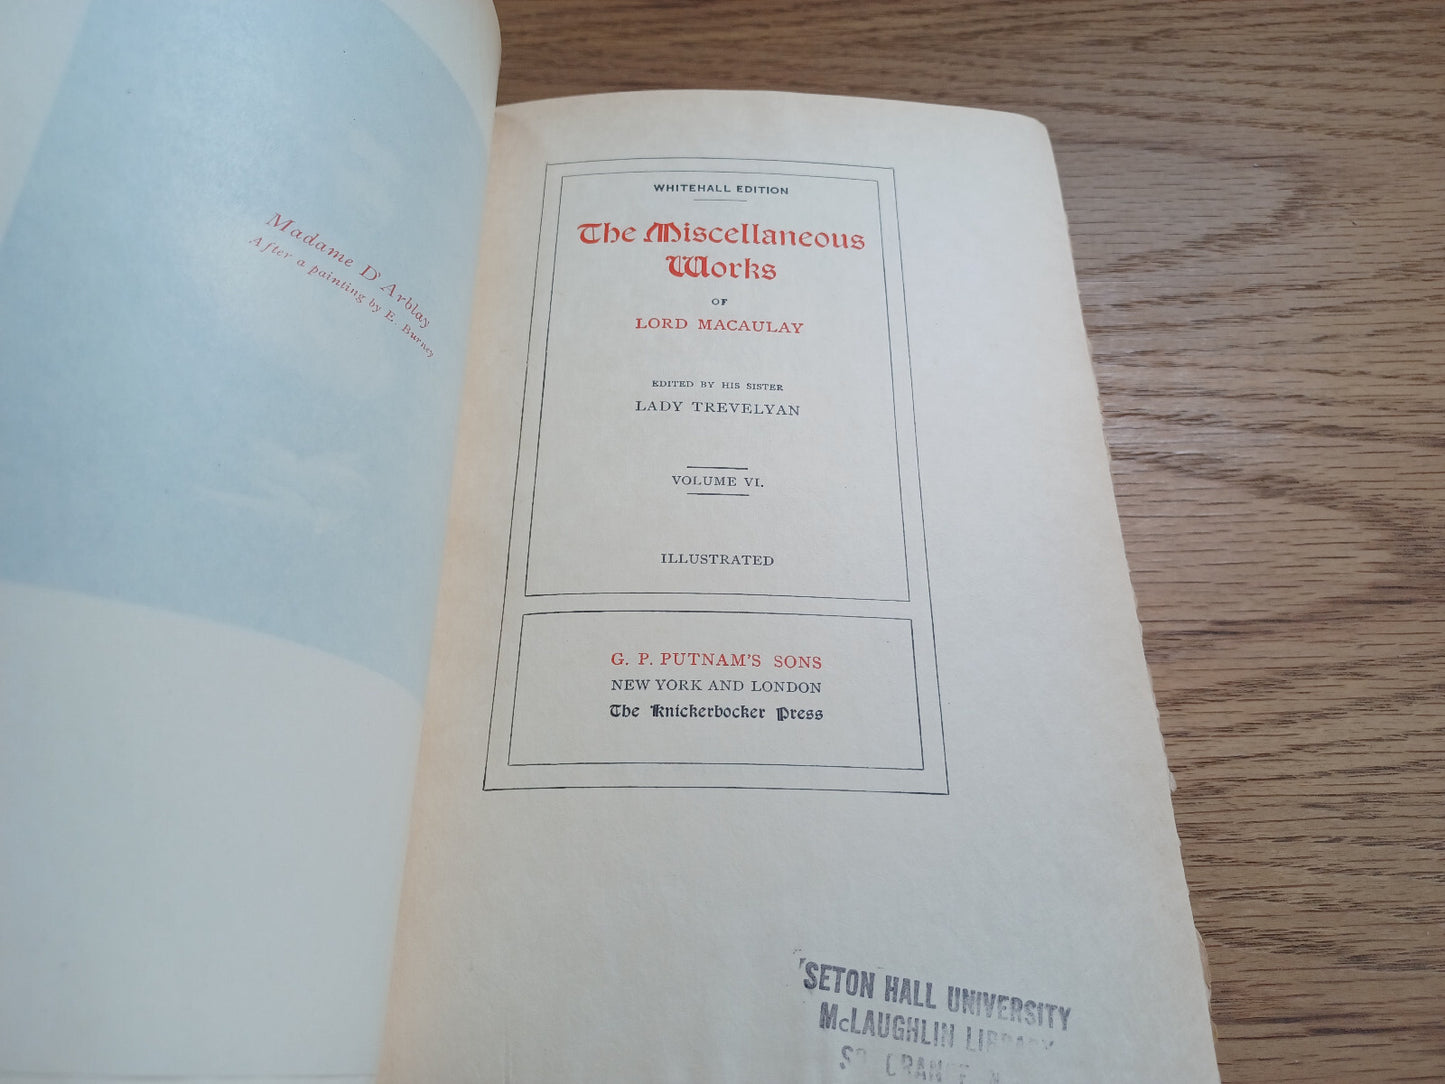 Madame D'Arblay
After a painting by E. Burney
WHITEHALL EDITION
The Miscellaneous
Works
OF
LORD MACAULAY
EDITED BY HIS SISTER
LADY TREVELYAN
VOLUME VI.
ILLUSTRATED
G. P. PUTNAM'S SONS
NEW YORK AND LONDON
The Knickerbocker Press
SETON HALL UNIVERSITY
McLAUGHLIN LIBRARY